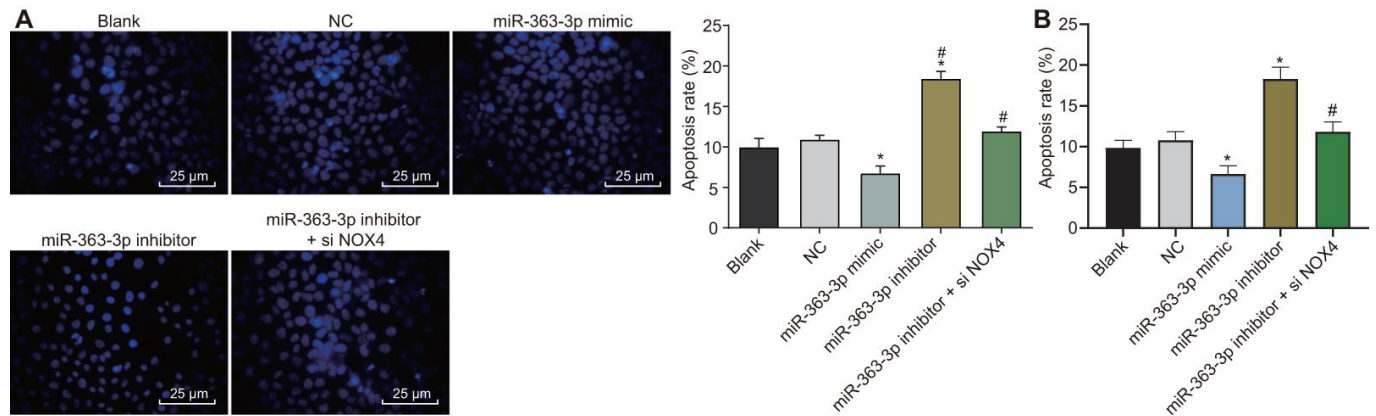 A
Blank
NC
miR-363-3p mimic
25 µm
25 µm
25 µm
miR-363-3p inhibitor
miR-363-3p inhibitor
+ si NOX4
25 µm
25 µm
Apoptosis rate (%)
25
20
15
10
5
0
*
#
*
#
Blank
NC
miR-363-3p mimic
miR-363-3p inhibitor
miR-363-3p inhibitor + si NOX4
B
Apoptosis rate (%)
25
20
15
10
5
0
*
*
#
Blank
NC
miR-363-3p mimic
miR-363-3p inhibitor
miR-363-3p inhibitor + si NOX4